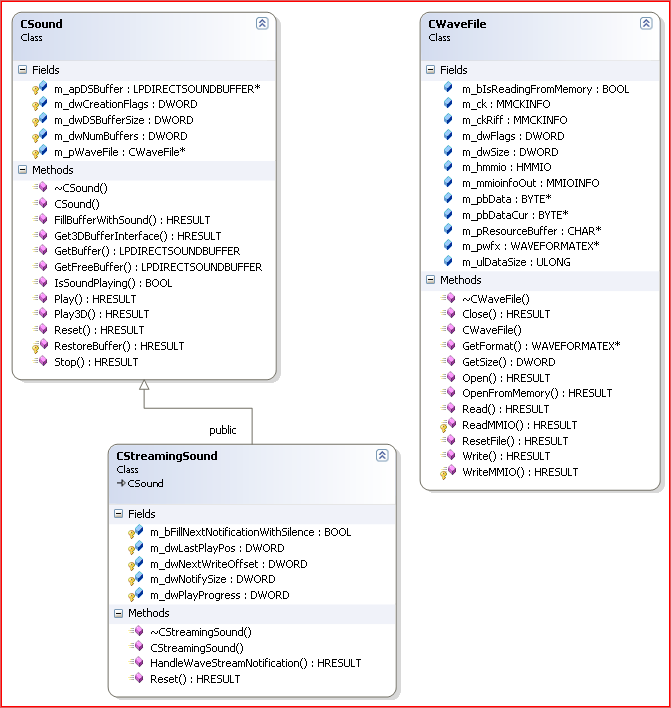 CSound
Class
Fields
m_apDSBuffer : LPDIRECTSOUNDBUFFER*
m_dwCreationFlags : DWORD
m_dwDSBufferSize : DWORD
m_dwNumBuffers : DWORD
m_pWaveFile : CWaveFile*
Methods
~CSound()
CSound()
FillBufferWithSound() : HRESULT
Get3DBufferInterface() : HRESULT
GetBuffer() : LPDIRECTSOUNDBUFFER
GetFreeBuffer() : LPDIRECTSOUNDBUFFER
IsSoundPlaying() : BOOL
Play() : HRESULT
Play3D() : HRESULT
Reset() : HRESULT
RestoreBuffer() : HRESULT
Stop() : HRESULT
CWaveFile
Class
Fields
m_bIsReadingFromMemory : BOOL
m_ck : MMCKINFO
m_ckRiff : MMCKINFO
m_dwFlags : DWORD
m_dwSize : DWORD
m_hmmio : HMMIO
m_mmioinfoOut : MMIOINFO
m_pbData : BYTE*
m_pbDataCur : BYTE*
m_pResourceBuffer : CHAR*
m_pwfx : WAVEFORMATEX*
m_ulDataSize : ULONG
Methods
~CWaveFile()
Close() : HRESULT
CWaveFile()
GetFormat() : WAVEFORMATEX*
GetSize() : DWORD
Open() : HRESULT
OpenFromMemory() : HRESULT
Read() : HRESULT
ReadMMIO() : HRESULT
ResetFile() : HRESULT
Write() : HRESULT
WriteMMIO() : HRESULT
public
CStreamingSound
Class
CSound
Fields
m_bFillNextNotificationWithSilence : BOOL
m_dwLastPlayPos : DWORD
m_dwNextWriteOffset : DWORD
m_dwNotifySize : DWORD
m_dwPlayProgress : DWORD
Methods
~CStreamingSound()
CStreamingSound()
HandleWaveStreamNotification() : HRESULT
Reset() : HRESULT